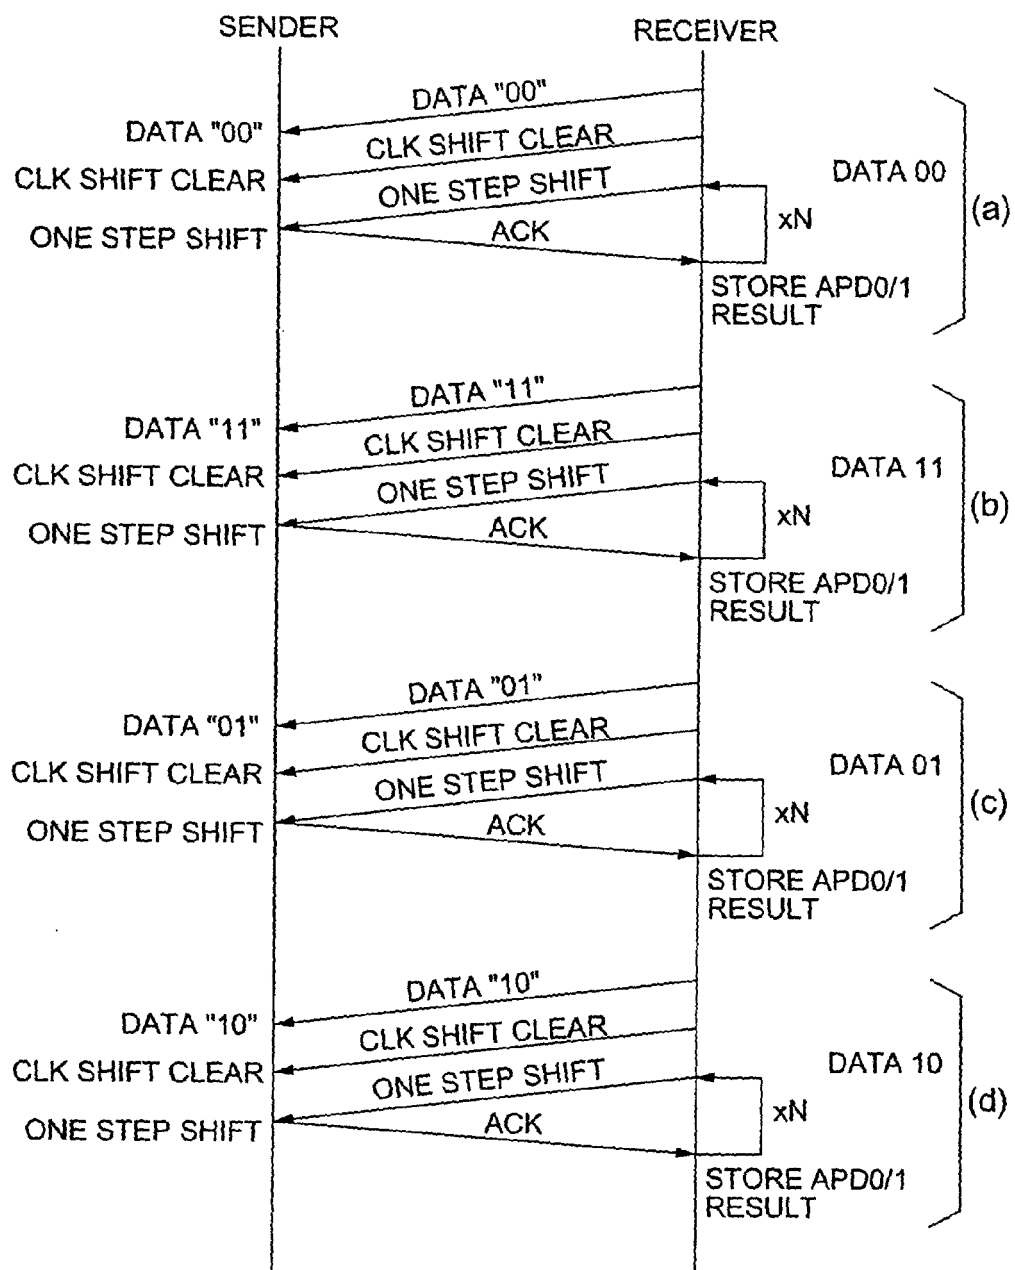 SENDER
RECEIVER
DATA "00"
DATA "00"
CLK SHIFT CLEAR
CLK SHIFT CLEAR
ONE STEP SHIFT
ONE STEP SHIFT
ACK
xN
DATA 00
(a)
STORE APD0/1
RESULT
DATA "11"
DATA "11"
CLK SHIFT CLEAR
CLK SHIFT CLEAR
ONE STEP SHIFT
ONE STEP SHIFT
ACK
xN
DATA 11
(b)
STORE APD0/1
RESULT
DATA "01"
DATA "01"
CLK SHIFT CLEAR
CLK SHIFT CLEAR
ONE STEP SHIFT
ONE STEP SHIFT
ACK
xN
DATA 01
(c)
STORE APD0/1
RESULT
DATA "10"
DATA "10"
CLK SHIFT CLEAR
CLK SHIFT CLEAR
ONE STEP SHIFT
ONE STEP SHIFT
ACK
xN
DATA 10
(d)
STORE APD0/1
RESULT